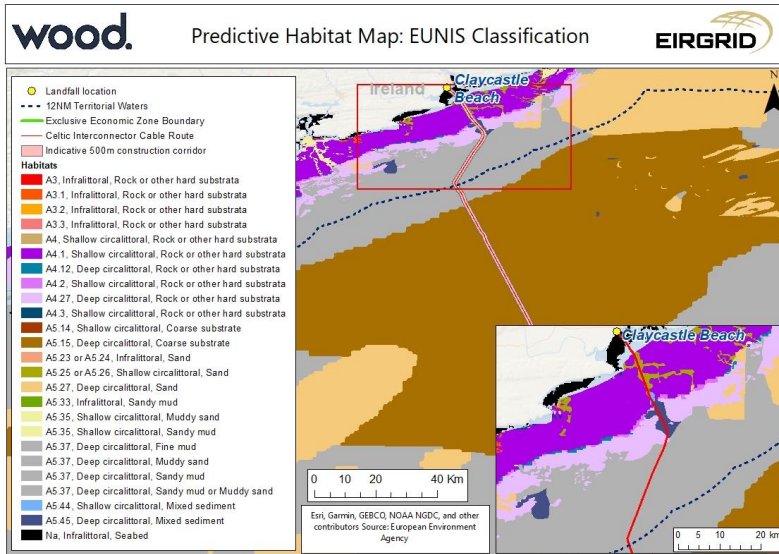 wood.
Predictive Habitat Map: EUNIS Classification
EIRGRID
Landfall location
12NM Territorial Waters
Exclusive Economic Zone Boundary
Celtic Interconnector Cable Route
Indicative 500m construction corridor
Habitats
A3, Infralittoral, Rock or other hard substrata
A3.1, Infralittoral, Rock or other hard substrata
A3.2, Infralittoral, Rock or other hard substrata
A3.3, Infralittoral, Rock or other hard substrata
A4, Shallow circalittoral, Rock or other hard substrata
A4.1, Shallow circalittoral, Rock or other hard substrata
A4.12, Deep circalittoral, Rock or other hard substrata
A4.2, Shallow circalittoral, Rock or other hard substrata
A4.27, Deep circalittoral, Rock or other hard substrata
A4.3, Shallow circalittoral, Rock or other hard substrata
A5.14, Shallow circalittoral, Coarse substrate
A5.15, Deep circalittoral, Coarse substrate
A5.23 or A5.24, Infralittoral, Sand
A5.25 or A5.26, Shallow circalittoral, Sand
A5.27, Deep circalittoral, Sand
A5.33, Infralittoral, Sandy mud
A5.35, Shallow circalittoral, Muddy sand
A5.35, Shallow circalittoral, Sandy mud
A5.37, Deep circalittoral, Fine mud
A5.37, Deep circalittoral, Muddy sand
A5.37, Deep circalittoral, Sandy mud
A5.37, Deep circalittoral, Sandy mud or Muddy sand
A5.44, Shallow circalittoral, Mixed sediment
A5.45, Deep circalittoral, Mixed sediment
Na, Infralittoral, Seabed
Ireland
Claycastle
Beach
N
0 10 20 40 Km
Esri, Garmin, GEBCO, NOAA NGDC, and other
contributors Source: European Environment
Agency
Claycastle Beach
0 5 10 20 km